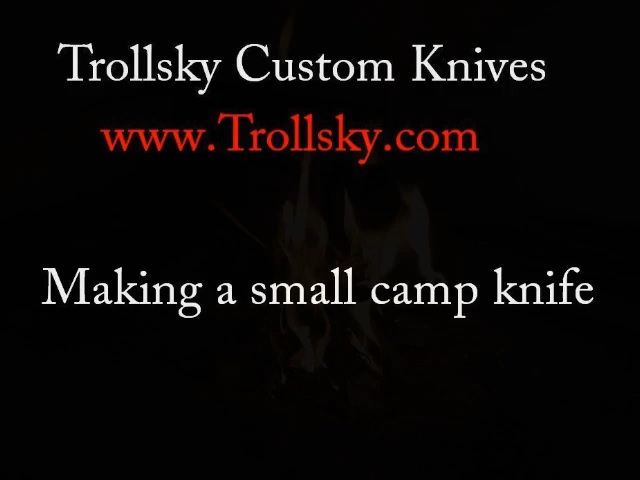 Trollsky Custom Knives
www.Trollsky.com
Making a small camp knife